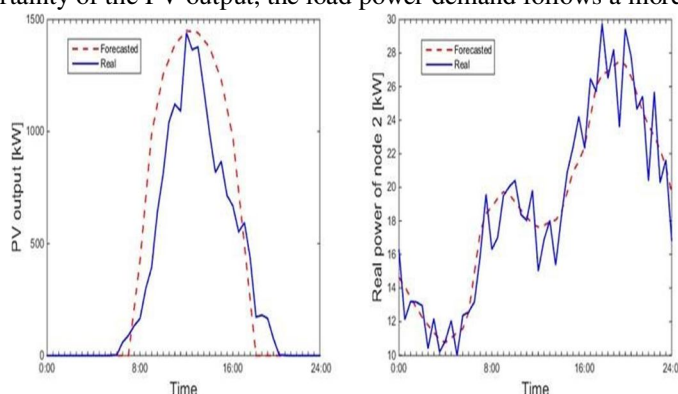 rtainty of the PV output, the load power demand follows a more
1500
1000
500
0
PV output [kW]
Forecasted
Real
0:00 8:00 16:00 24:00
Time
30
28
26
24
22
20
18
16
14
12
10
Real power of node 2 [kW]
Forecasted
Real
0:00 8:00 16:00 24:00
Time